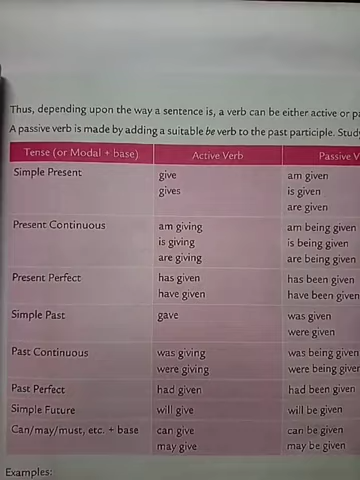 Thus, depending upon the way a sentence is, a verb can be either active or
A passive verb is made by adding a suitable be verb to the past participle.
Tense (or Modal + base) Active Verb Passive
Simple Present give am given
gives is given
are given
Present Continuous am giving am being given
is giving is being given
are giving are being given
Present Perfect has given has been given
have given have been given
Simple Past gave was given
were given
Past Continuous was giving was being given
were giving were being given
Past Perfect had given had been given
Simple Future will give will be given
Can/may/must, etc. + base can give can be given
may give may be given
Examples: